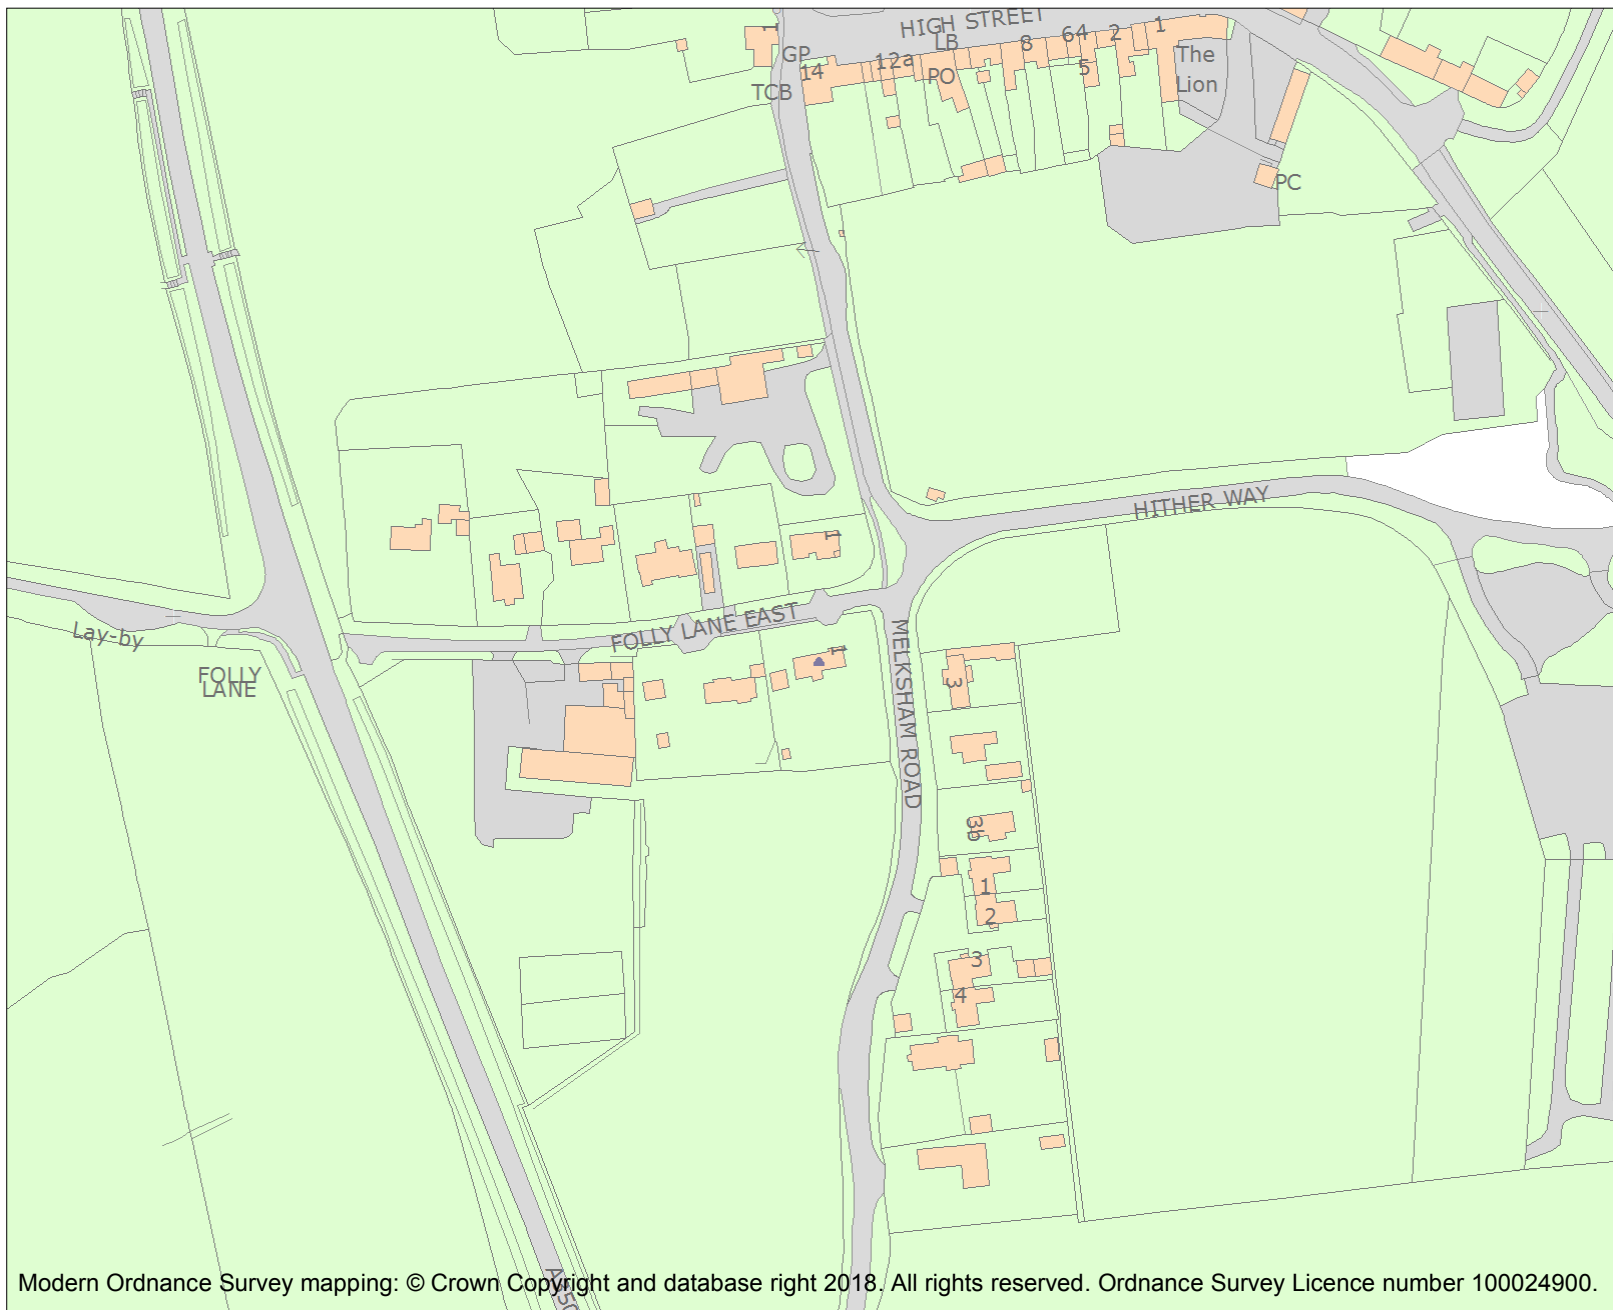 HIGH STREET
1
GP
LB
8
64
2
1
The
Lion
14
12a
PO
5
TCB
PC
HITHER WAY
1
FOLLY LANE EAST
Lay-by
FOLLY
LANE
1
MELKSHAM ROAD
3
3b
1
2
3
4
A350
Modern Ordnance Survey mapping: © Crown Copyright and database right 2018. All rights reserved. Ordnance Survey Licence number 100024900.